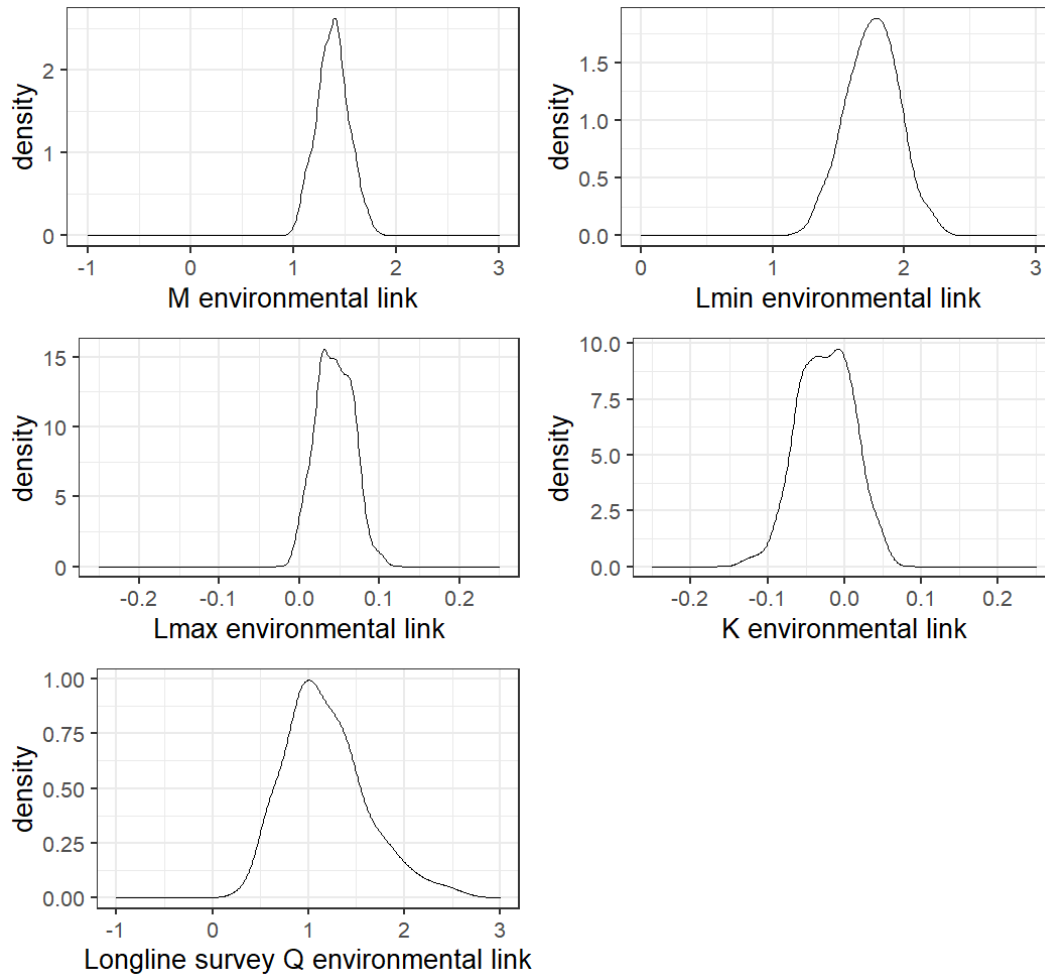 density
2
1
0
-1 0 1 2 3
M environmental link
density
1.5
1.0
0.5
0.0
0 1 2 3
Lmin environmental link
density
15
10
5
0
-0.2 -0.1 0.0 0.1 0.2
Lmax environmental link
density
10.0
7.5
5.0
2.5
0.0
-0.2 -0.1 0.0 0.1 0.2
K environmental link
density
1.00
0.75
0.50
0.25
0.00
-1 0 1 2 3
Longline survey Q environmental link